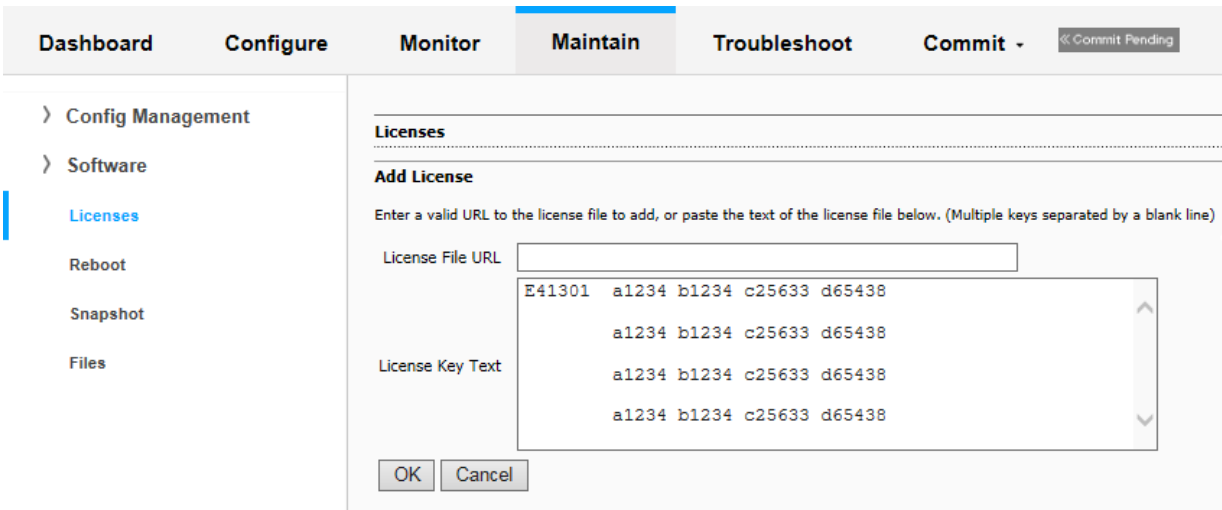 Dashboard Configure Monitor Maintain Troubleshoot Commit « Commit Pending
Config Management
Software
Licenses
Reboot
Snapshot
Files
Licenses
Add License
Enter a valid URL to the license file to add, or paste the text of the license file below. (Multiple keys separated by a blank line)
License File URL
License Key Text
E41301 a1234 b1234 c25633 d65438
a1234 b1234 c25633 d65438
a1234 b1234 c25633 d65438
a1234 b1234 c25633 d65438
OK Cancel